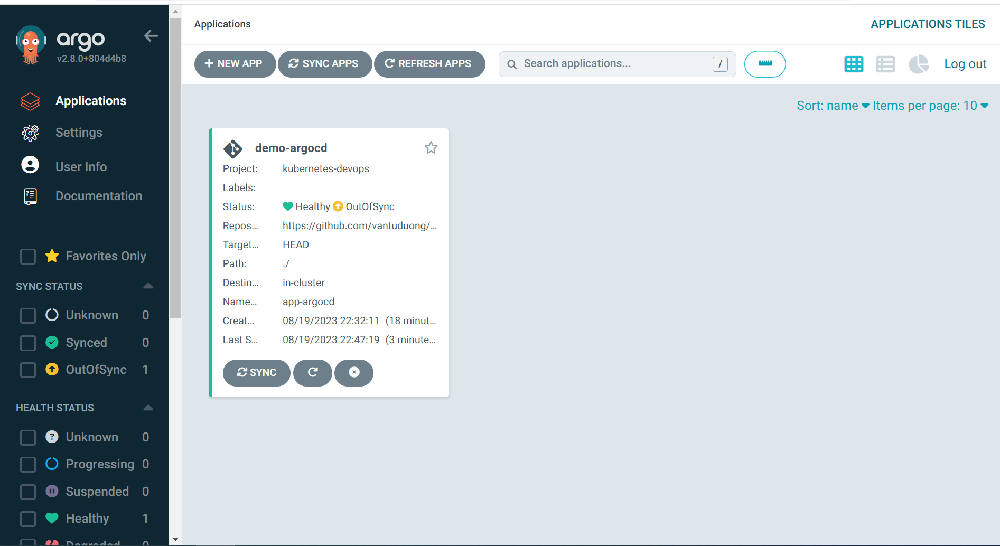 argo
v2.8.0+804d4b8
Applications
Settings
User Info
Documentation
Favorites Only
SYNC STATUS
Unknown 0
Synced 0
OutOfSync 1
HEALTH STATUS
Unknown 0
Progressing 0
Suspended 0
Healthy 1
Degraded 0
Applications
APPLICATIONS TILES
NEW APP SYNC APPS REFRESH APPS Search applications... / Log out
Sort: name Items per page: 10
demo-argocd
Project: kubernetes-devops
Labels:
Status: Healthy OutOfSync
Repos... https://github.com/vantuduong/...
Target... HEAD
Path: ./
Destin... in-cluster
Name... app-argocd
Creat... 08/19/2023 22:32:11 (18 minut...
Last S... 08/19/2023 22:47:19 (3 minute...
SYNC